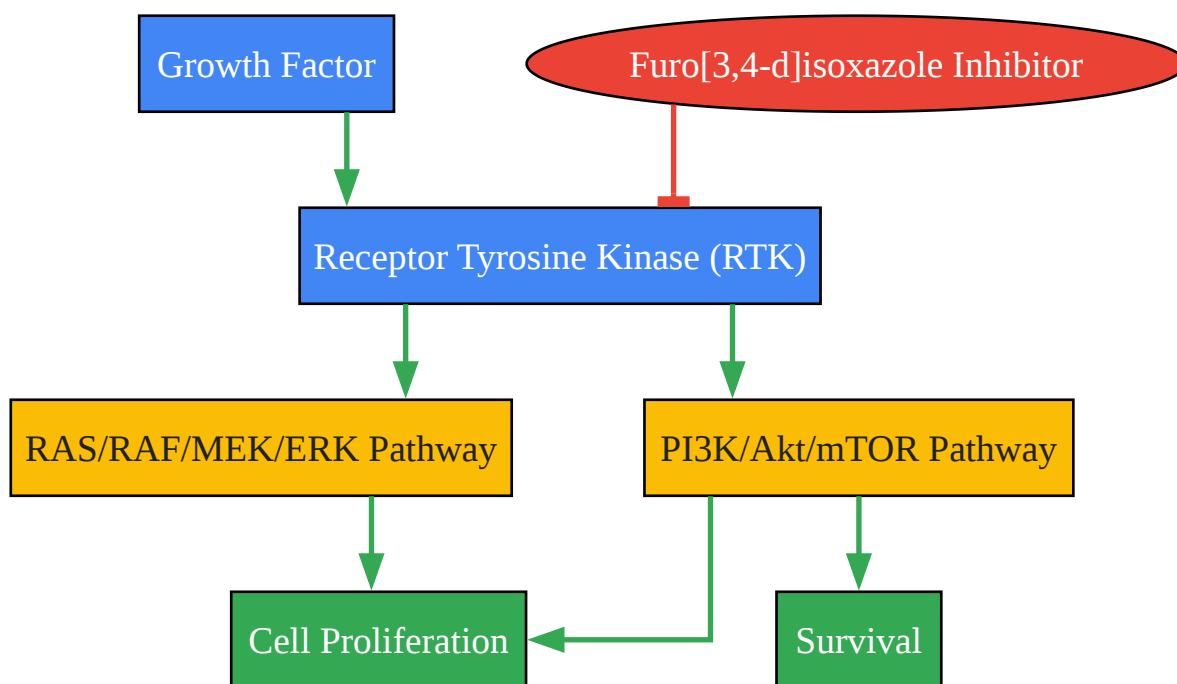 Growth Factor
Furo[3,4-d]isoxazole Inhibitor
Receptor Tyrosine Kinase (RTK)
RAS/RAF/MEK/ERK Pathway
PI3K/Akt/mTOR Pathway
Cell Proliferation
Survival